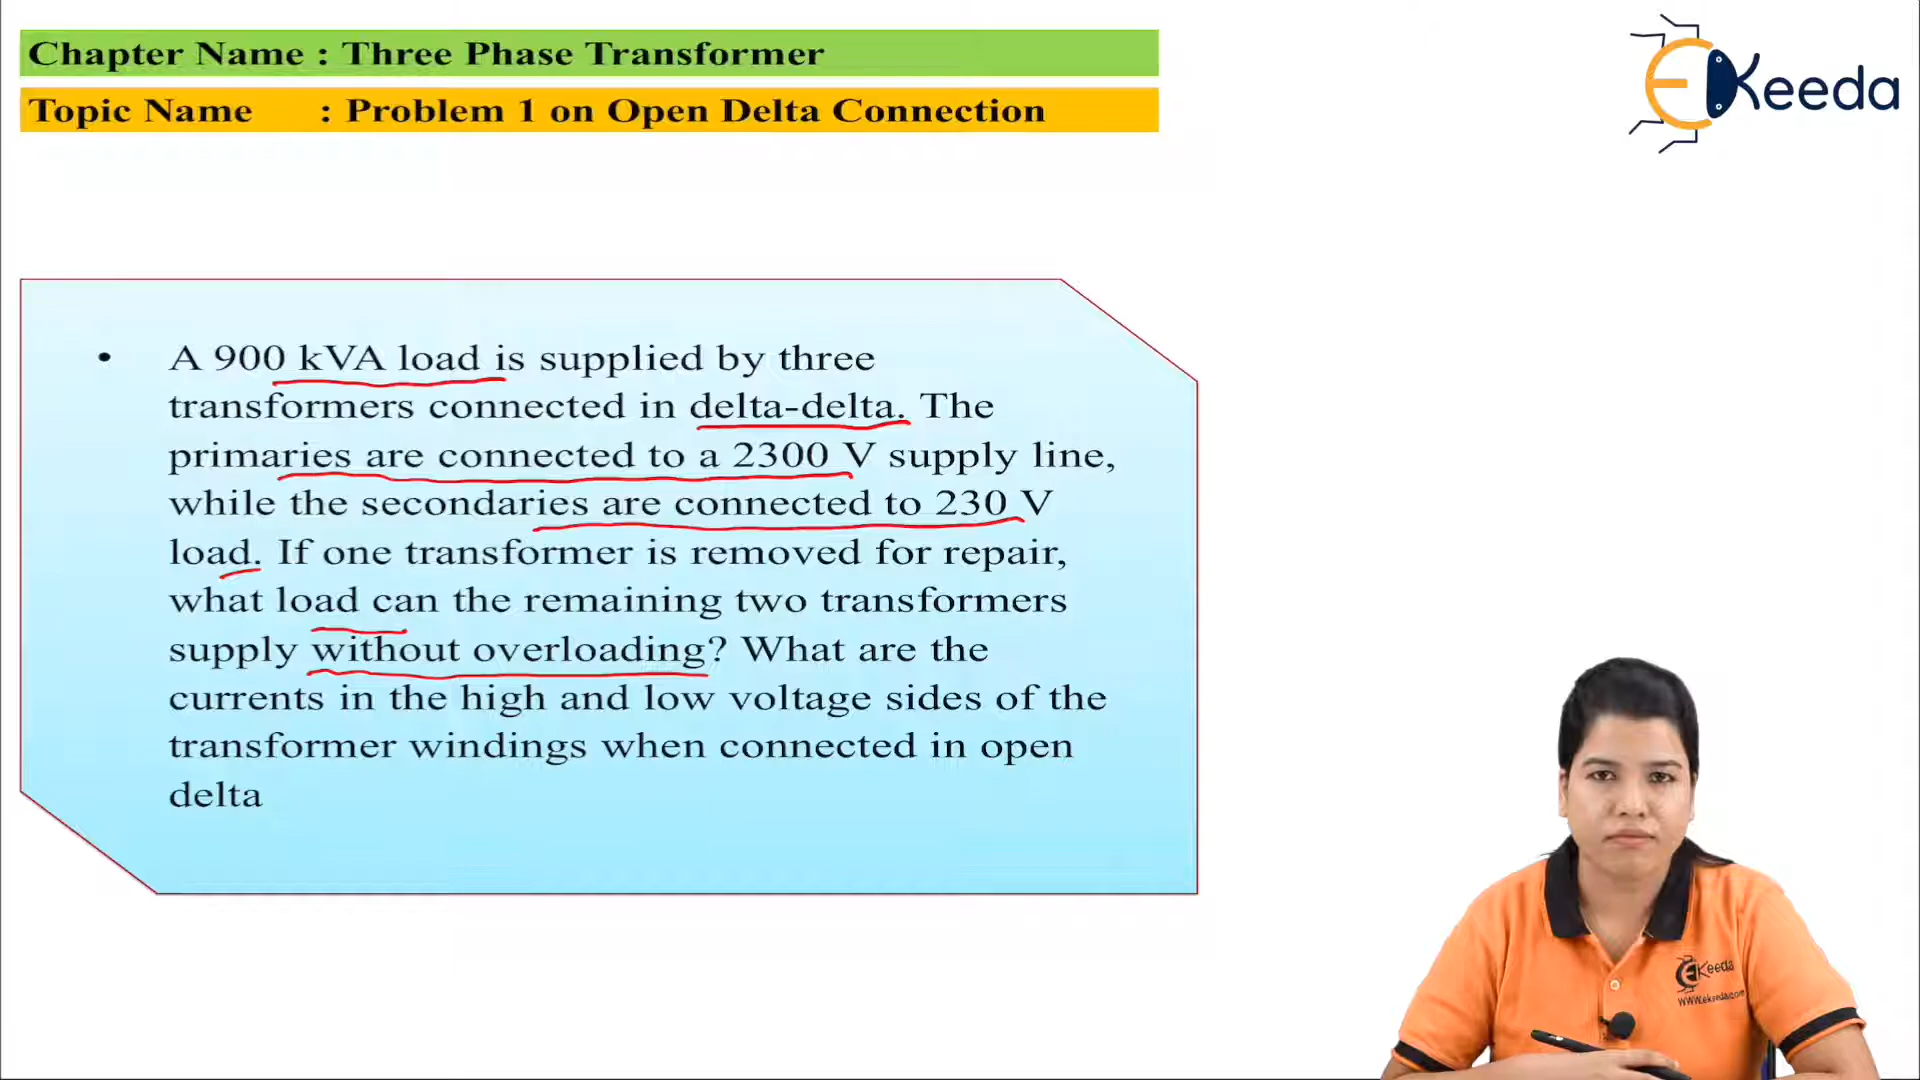 Chapter Name : Three Phase Transformer
Topic Name : Problem 1 on Open Delta Connection
EKeeda
• A 900 kVA load is supplied by three
transformers connected in delta-delta. The
primaries are connected to a 2300 V supply line,
while the secondaries are connected to 230 V
load. If one transformer is removed for repair,
what load can the remaining two transformers
supply without overloading? What are the
currents in the high and low voltage sides of the
transformer windings when connected in open
delta
EKeeda
www.ekeeda.com